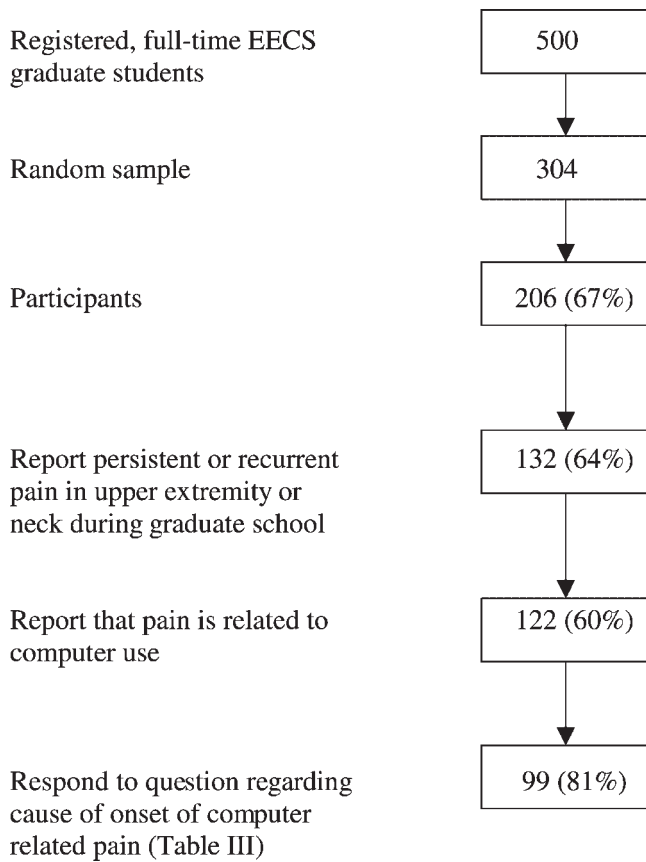 Registered, full-time EECS
graduate students
500
Random sample
304
Participants
206 (67%)
Report persistent or recurrent
pain in upper extremity or
neck during graduate school
132 (64%)
Report that pain is related to
computer use
122 (60%)
Respond to question regarding
cause of onset of computer
related pain (Table III)
99 (81%)